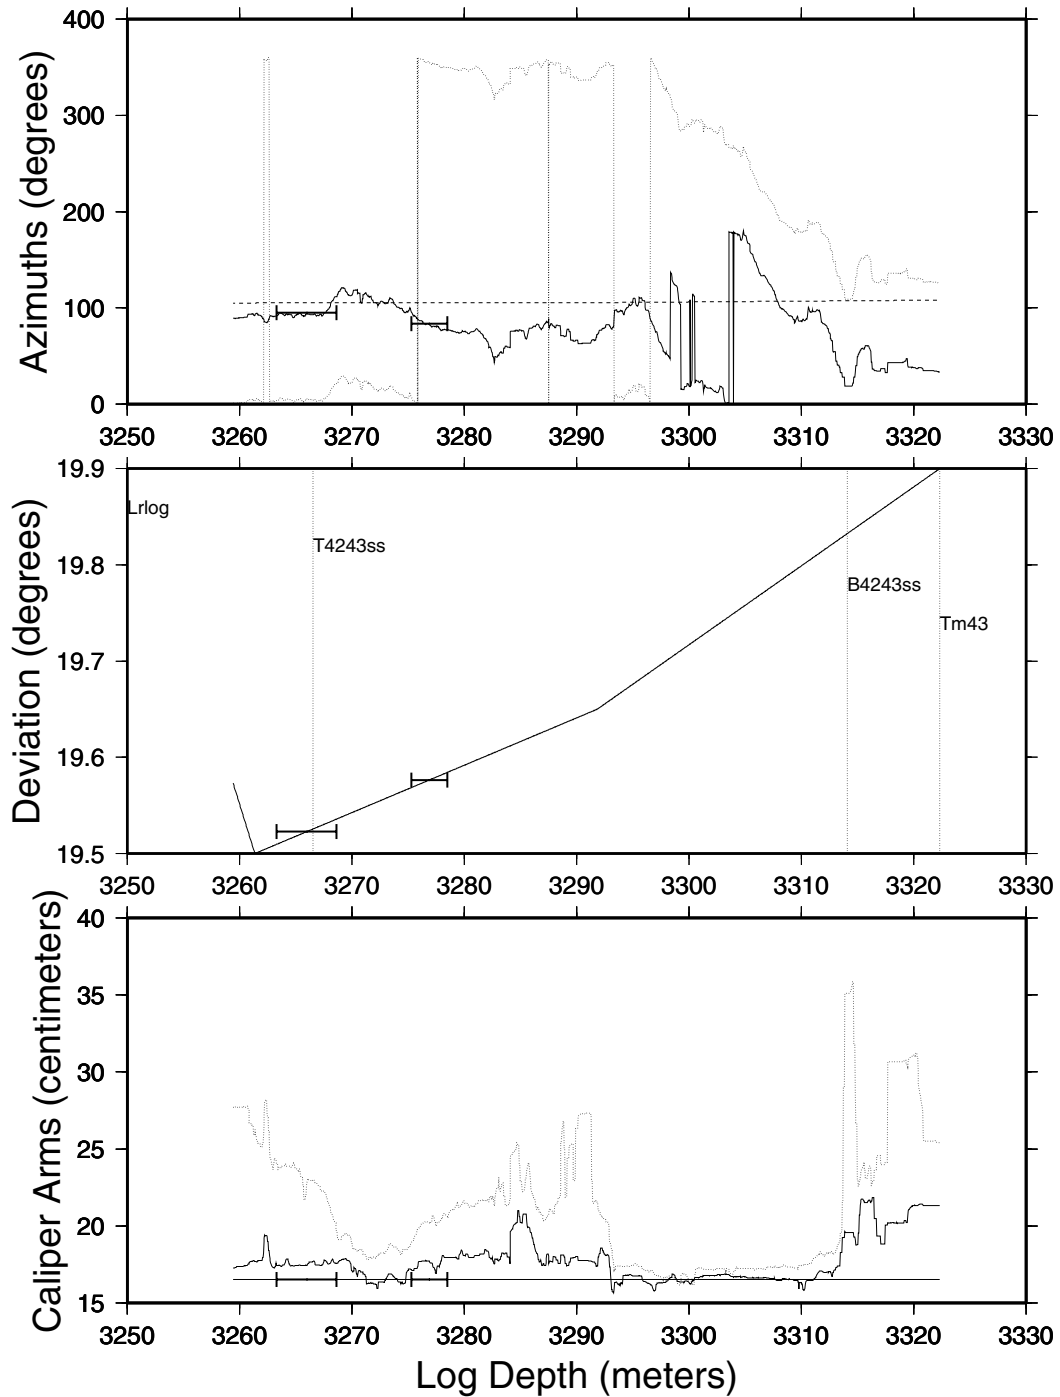 400
300
200
100
0
Azimuths (degrees)
3250 3260 3270 3280 3290 3300 3310 3320 3330
19.9
19.8
19.7
19.6
19.5
Deviation (degrees)
Lrlog
T4243ss
B4243ss
Tm43
3250 3260 3270 3280 3290 3300 3310 3320 3330
40
35
30
25
20
15
Caliper Arms (centimeters)
3250 3260 3270 3280 3290 3300 3310 3320 3330
Log Depth (meters)